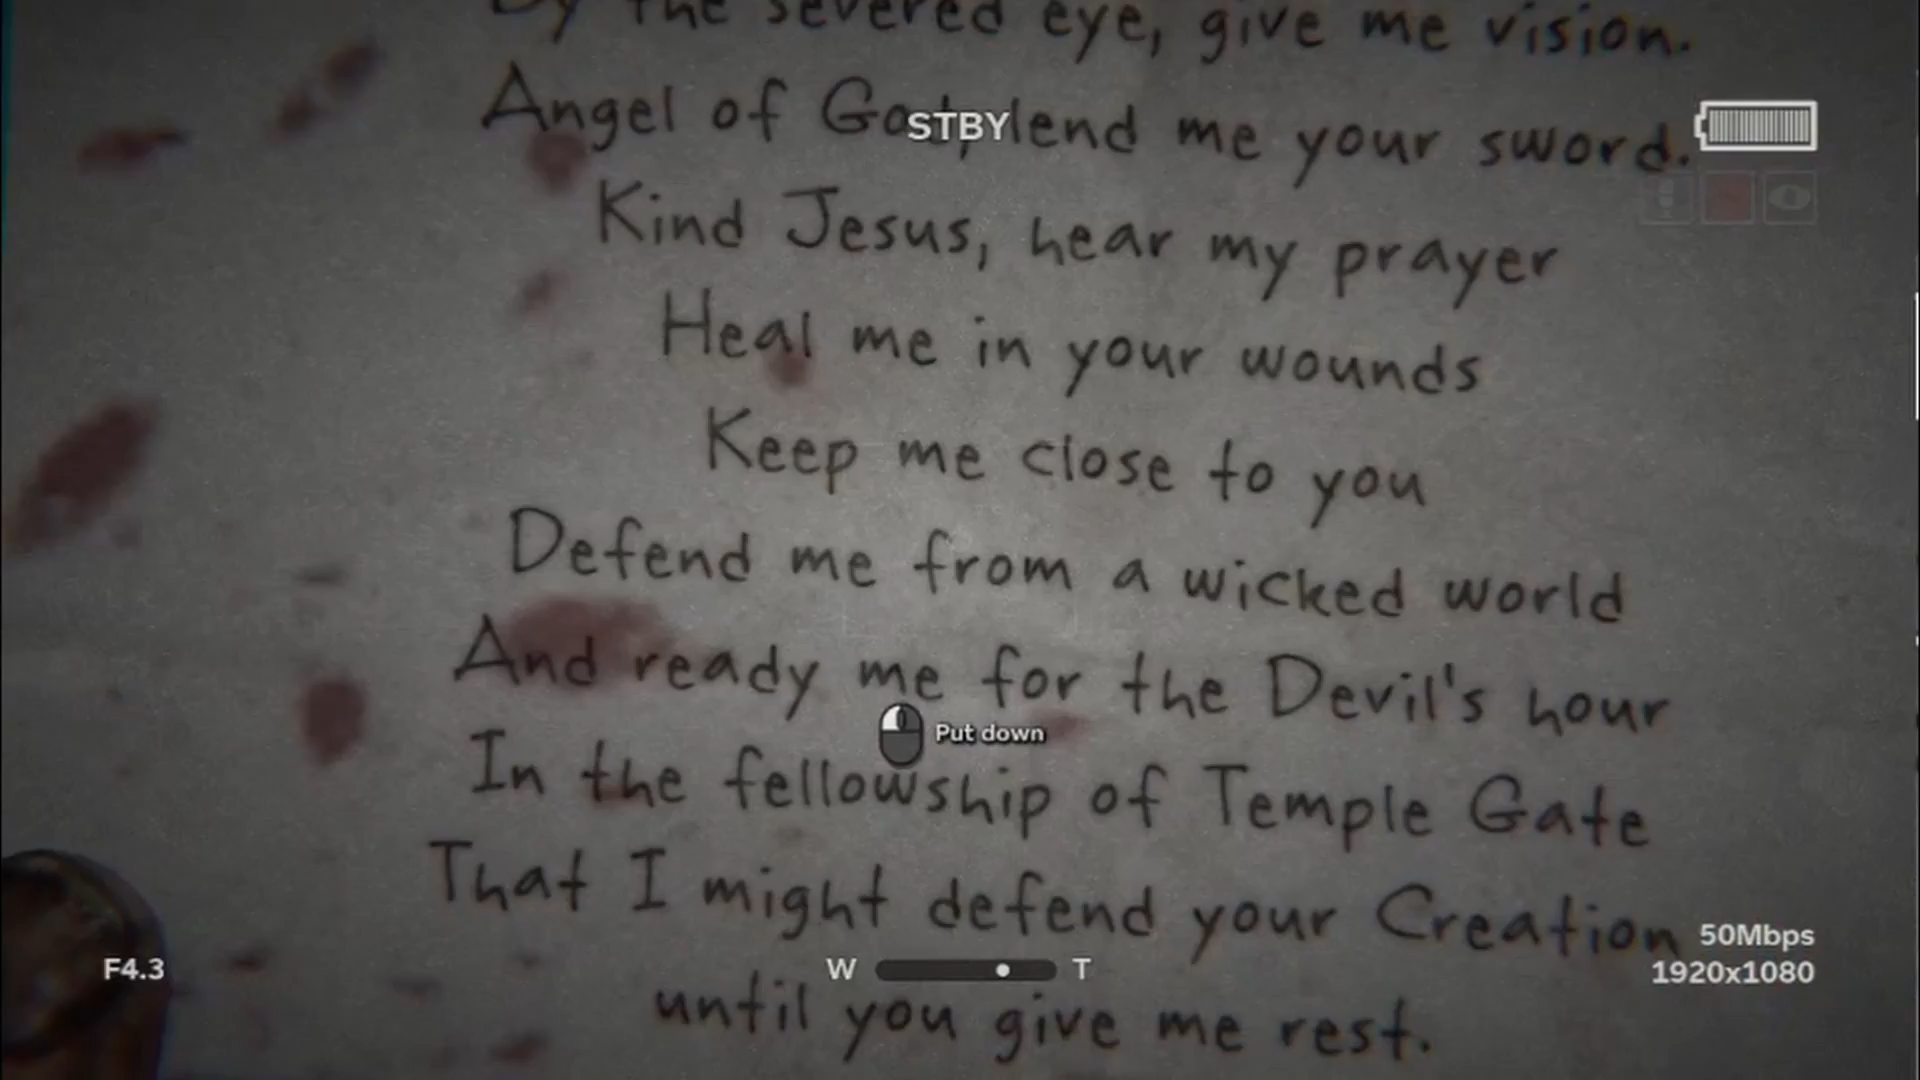 By the severed eye, give me vision.
Angel of God, lend me your sword.
STBY
Kind Jesus, hear my prayer
Heal me in your wounds
Keep me close to you
Defend me from a wicked world
And ready me for the Devil's hour
Put down
In the fellowship of Temple Gate
That I might defend your Creation
50Mbps
F4.3
W T
1920x1080
until you give me rest.